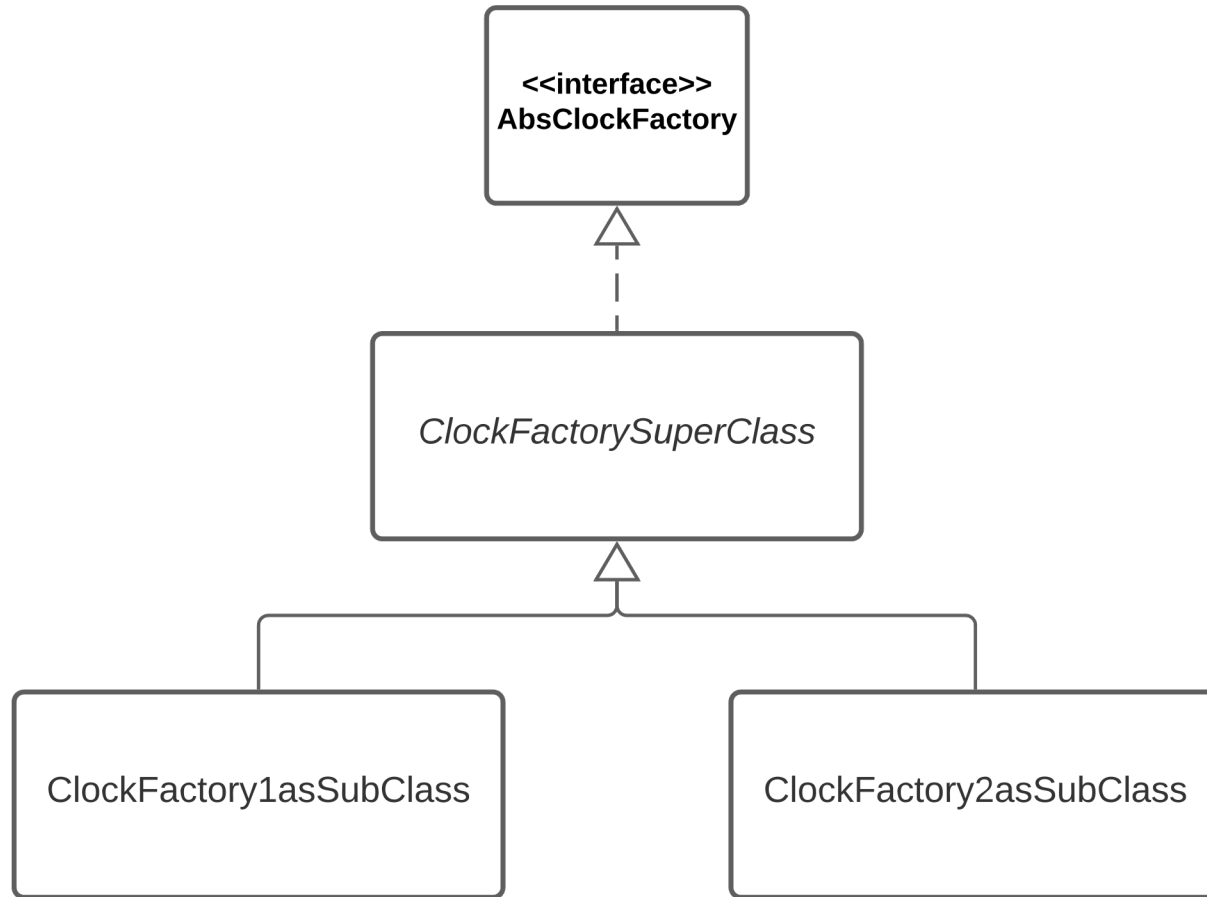 <<interface>>
AbsClockFactory
ClockFactorySuperClass
ClockFactory1asSubClass
ClockFactory2asSubClass